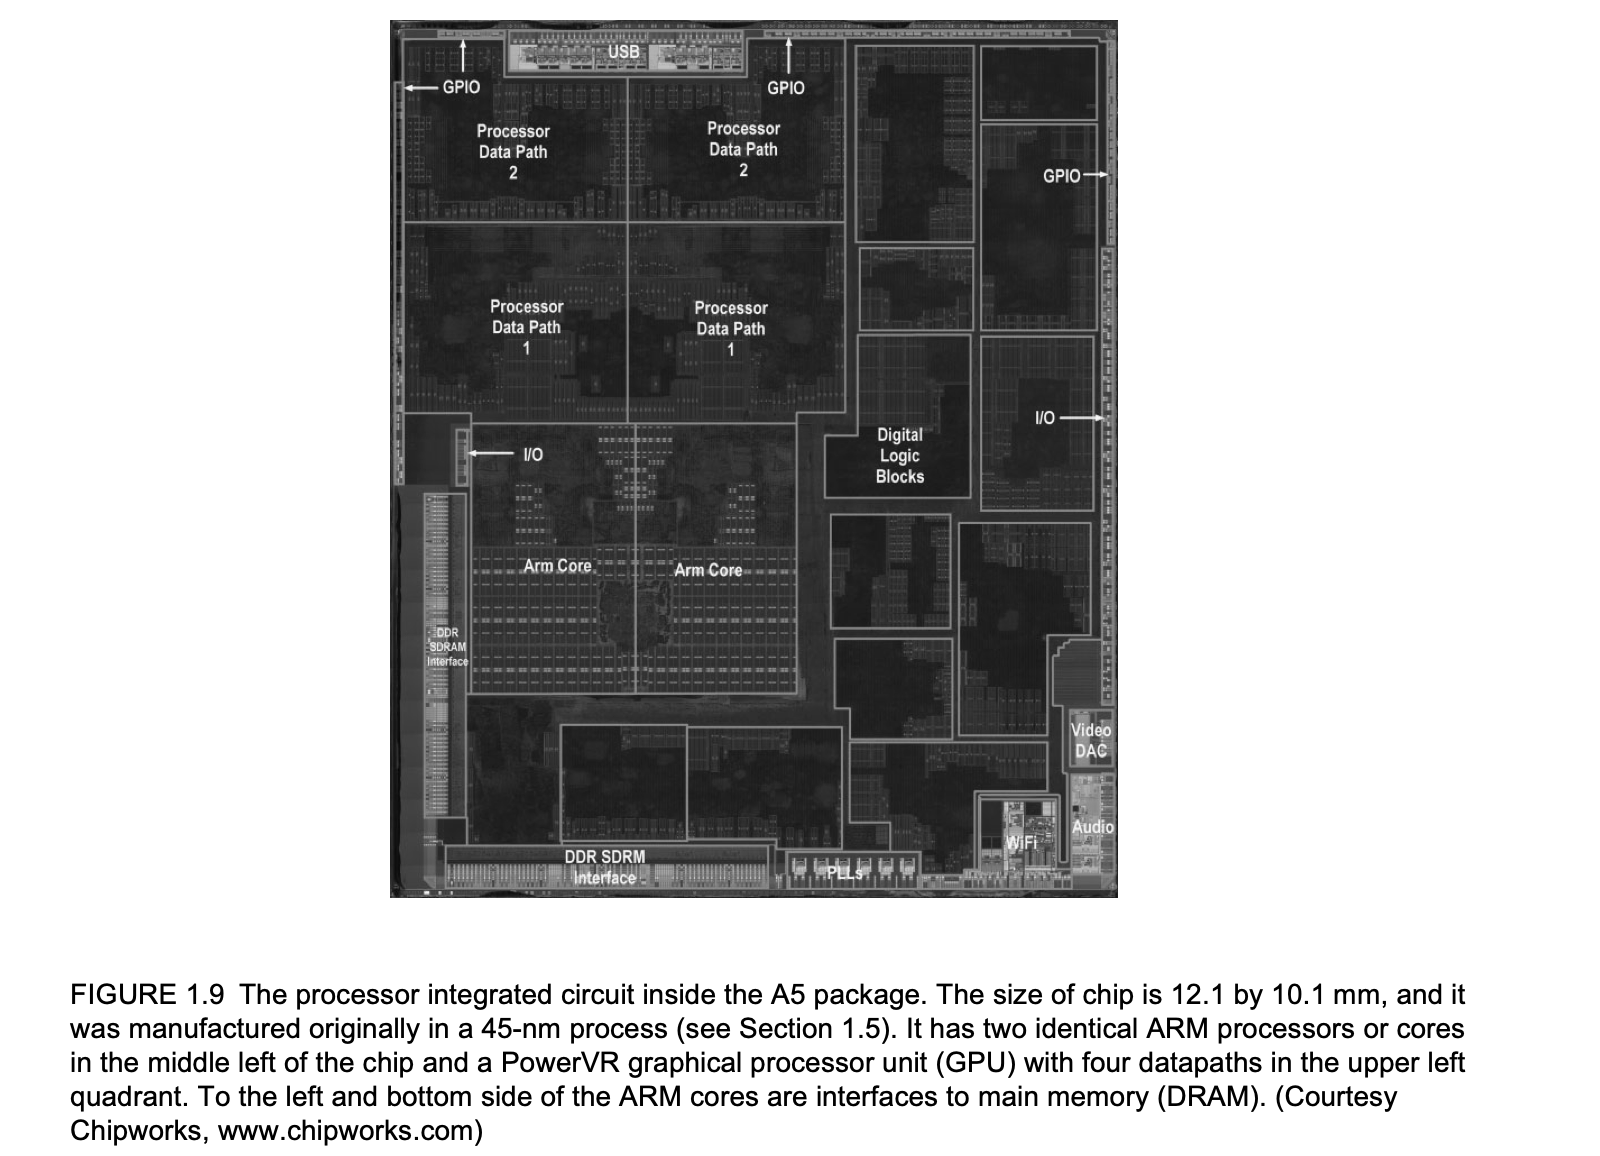 USB
GPIO
GPIO
Processor
Data Path
2
Processor
Data Path
2
GPIO
Processor
Data Path
1
Processor
Data Path
1
I/O
Digital
Logic
Blocks
I/O
Arm Core
Arm Core
DDR
SDRAM
Interface
Video
DAC
Audio
WiFi
DDR SDRM
Interface
PLLs
FIGURE 1.9 The processor integrated circuit inside the A5 package. The size of chip is 12.1 by 10.1 mm, and it
was manufactured originally in a 45-nm process (see Section 1.5). It has two identical ARM processors or cores
in the middle left of the chip and a PowerVR graphical processor unit (GPU) with four datapaths in the upper left
quadrant. To the left and bottom side of the ARM cores are interfaces to main memory (DRAM). (Courtesy
Chipworks, www.chipworks.com)